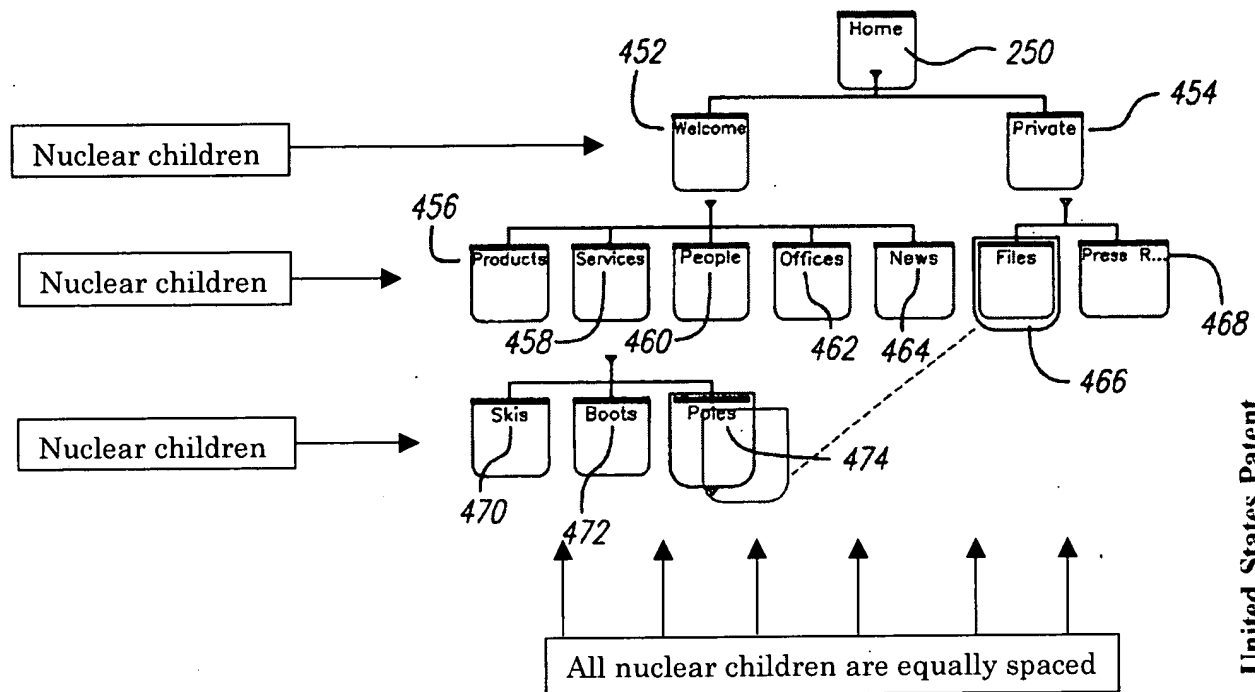 Home
250
452
454
Welcome
Private
Nuclear children
456
Products
Services
People
Offices
News
Files
Press R...
Nuclear children
458
460
462
464
468
466
Skis
Boots
Poles
474
Nuclear children
470
472
All nuclear children are equally spaced
United States Patent